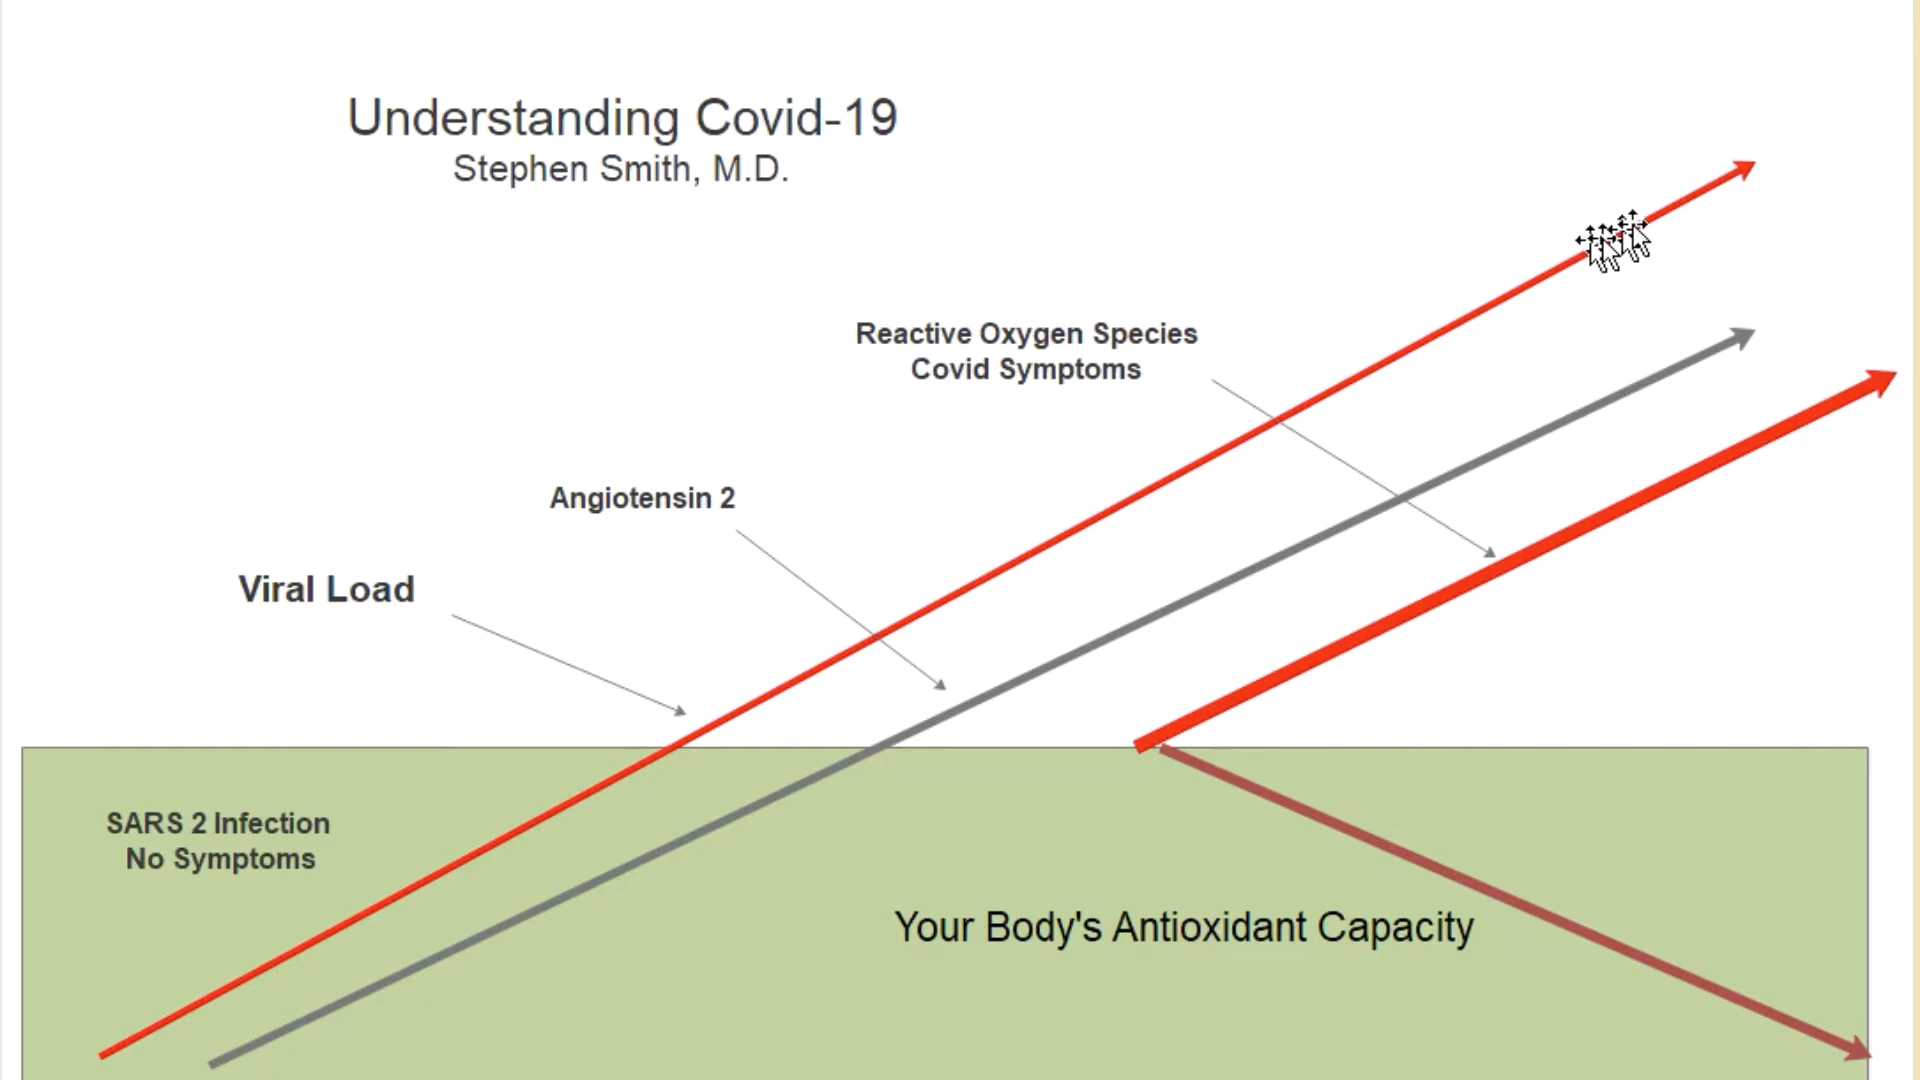 Understanding Covid-19
Stephen Smith, M.D.
Reactive Oxygen Species
Covid Symptoms
Angiotensin 2
Viral Load
SARS 2 Infection
No Symptoms
Your Body's Antioxidant Capacity